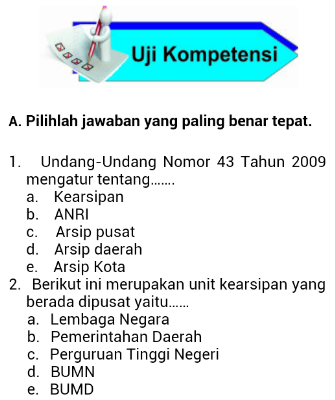 Uji Kompetensi
A. Pilihlah jawaban yang paling benar tepat.
1. Undang-Undang Nomor 43 Tahun 2009
mengatur tentang.......
a. Kearsipan
b. ANRI
c. Arsip pusat
d. Arsip daerah
e. Arsip Kota
2. Berikut ini merupakan unit kearsipan yang
berada dipusat yaitu......
a. Lembaga Negara
b. Pemerintahan Daerah
c. Perguruan Tinggi Negeri
d. BUMN
e. BUMD